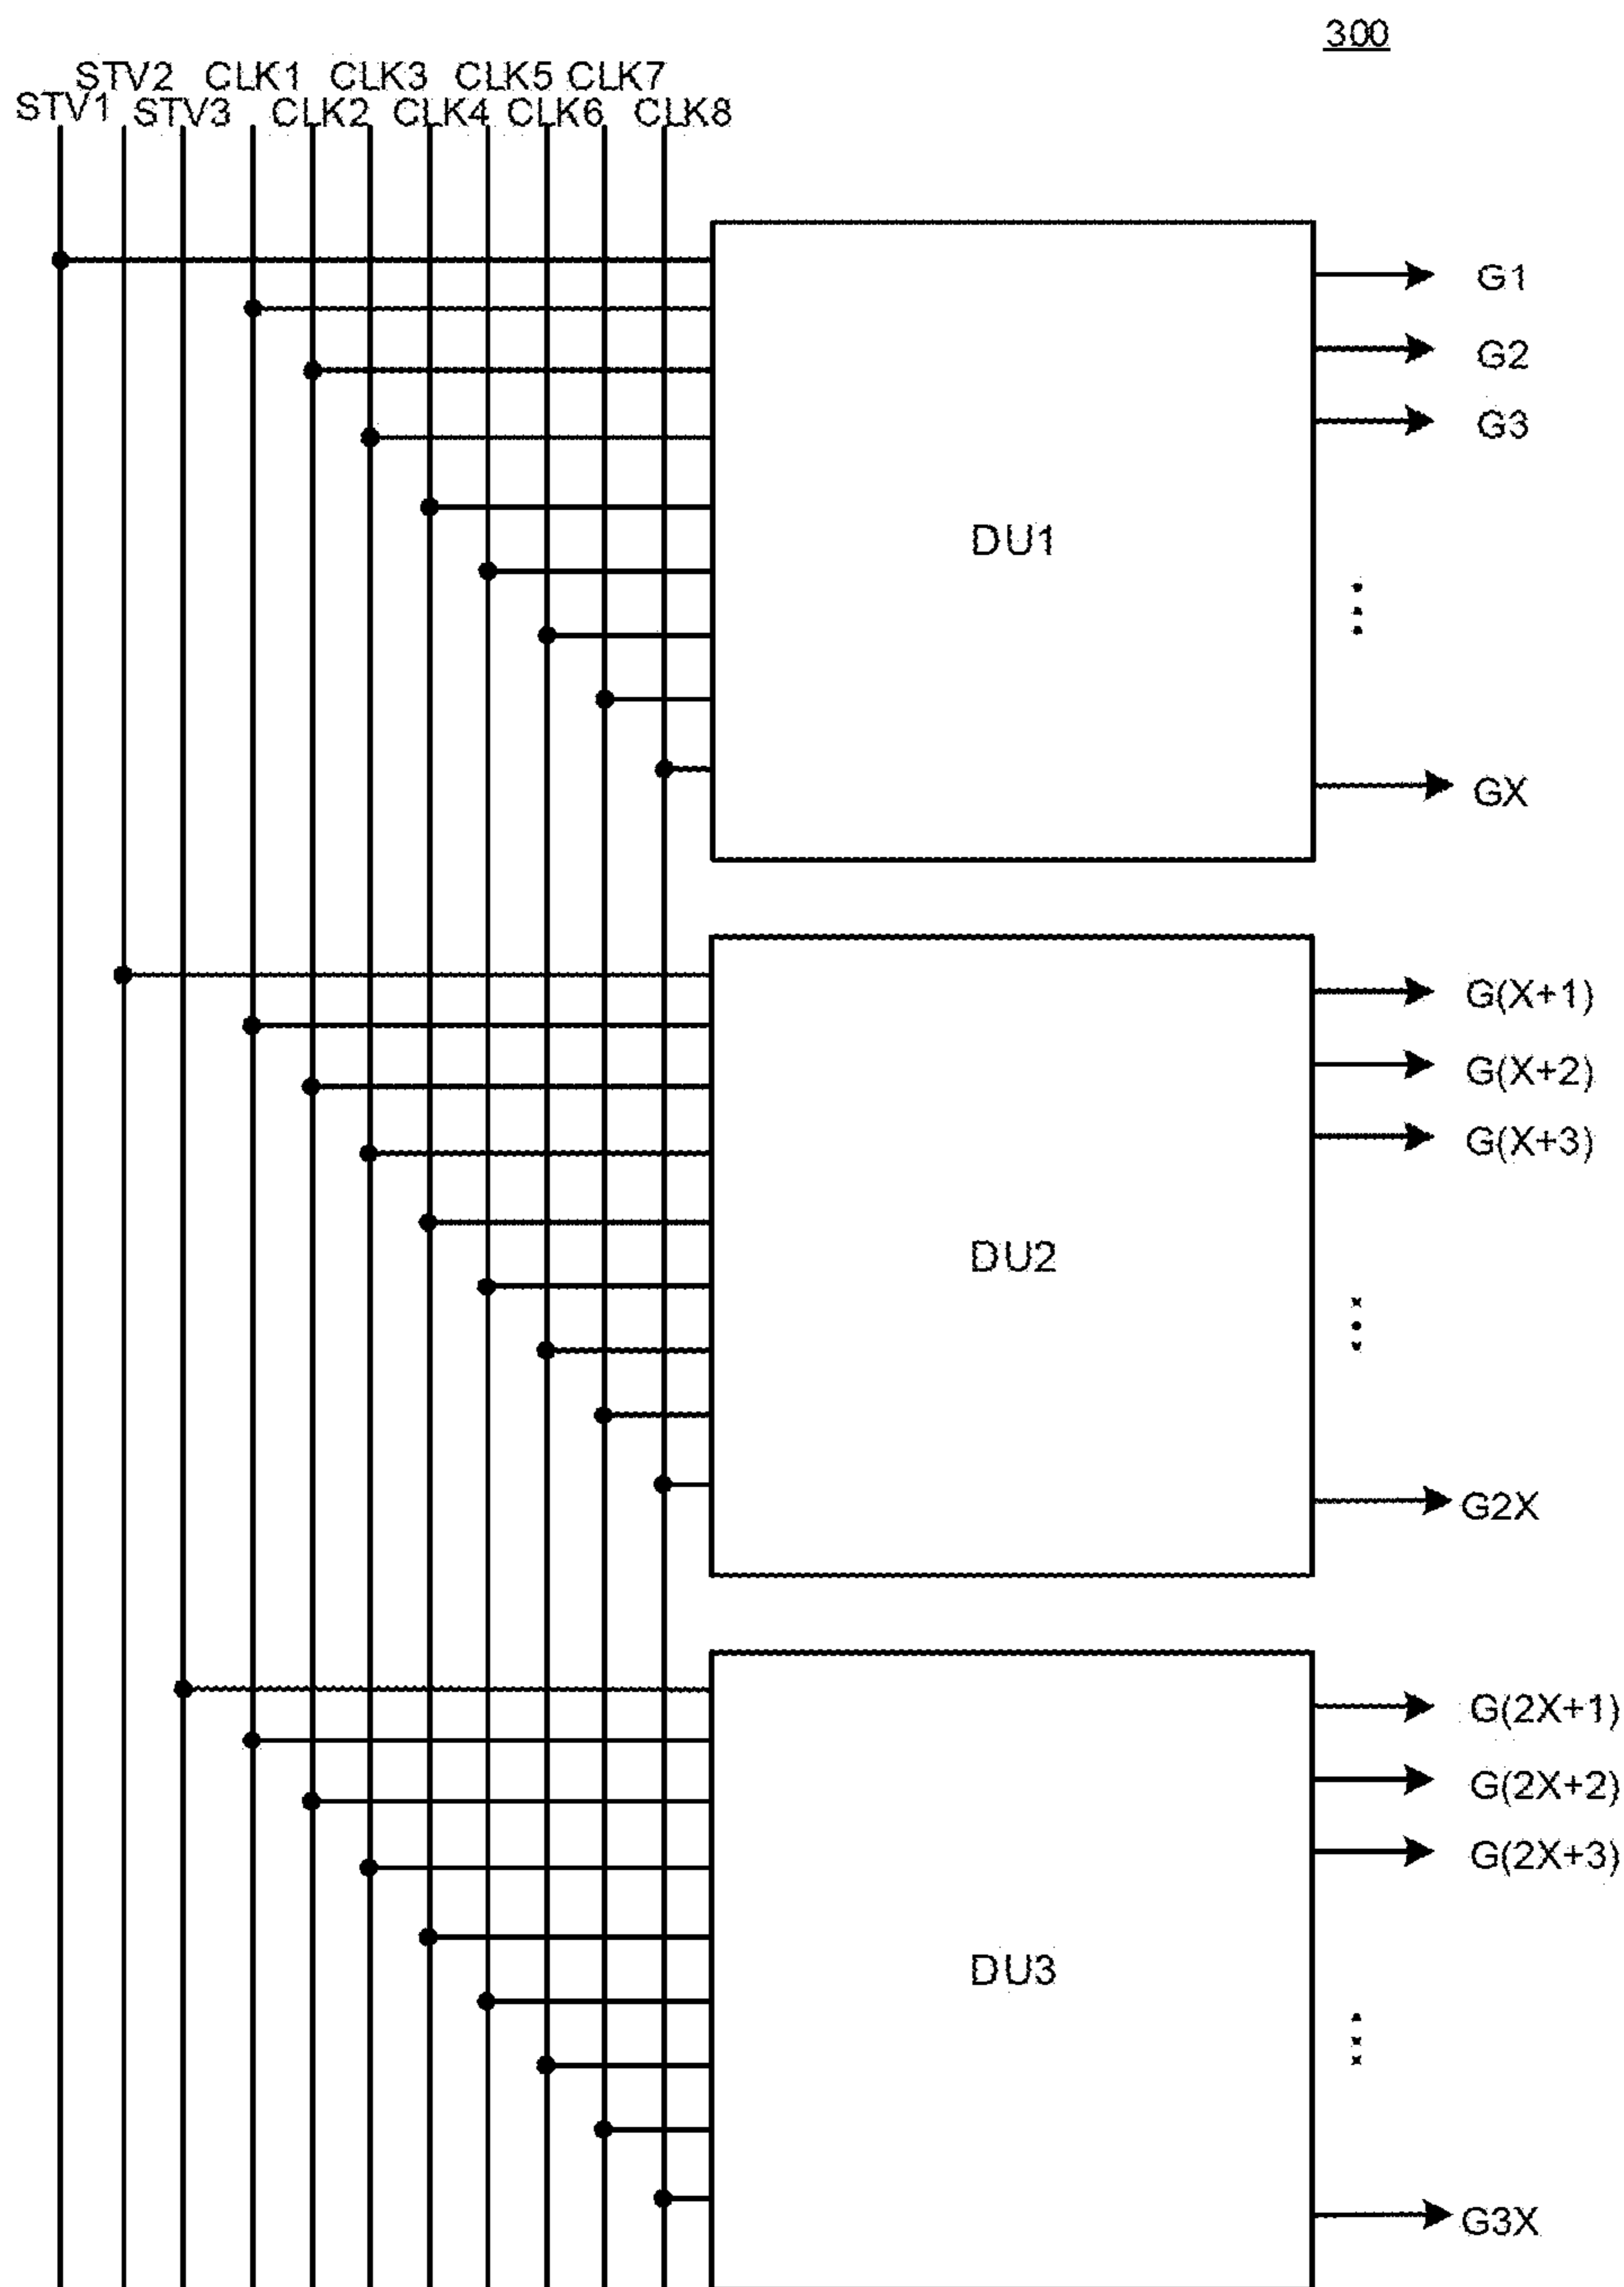 300
STV2 CLK1 CLK3 CLK5 CLK7
STV1 STV3 CLK2 CLK4 CLK6 CLK8
G1
G2
G3
DU1
GX
G(X+1)
G(X+2)
G(X+3)
DU2
G2X
G(2X+1)
G(2X+2)
G(2X+3)
DU3
G3X